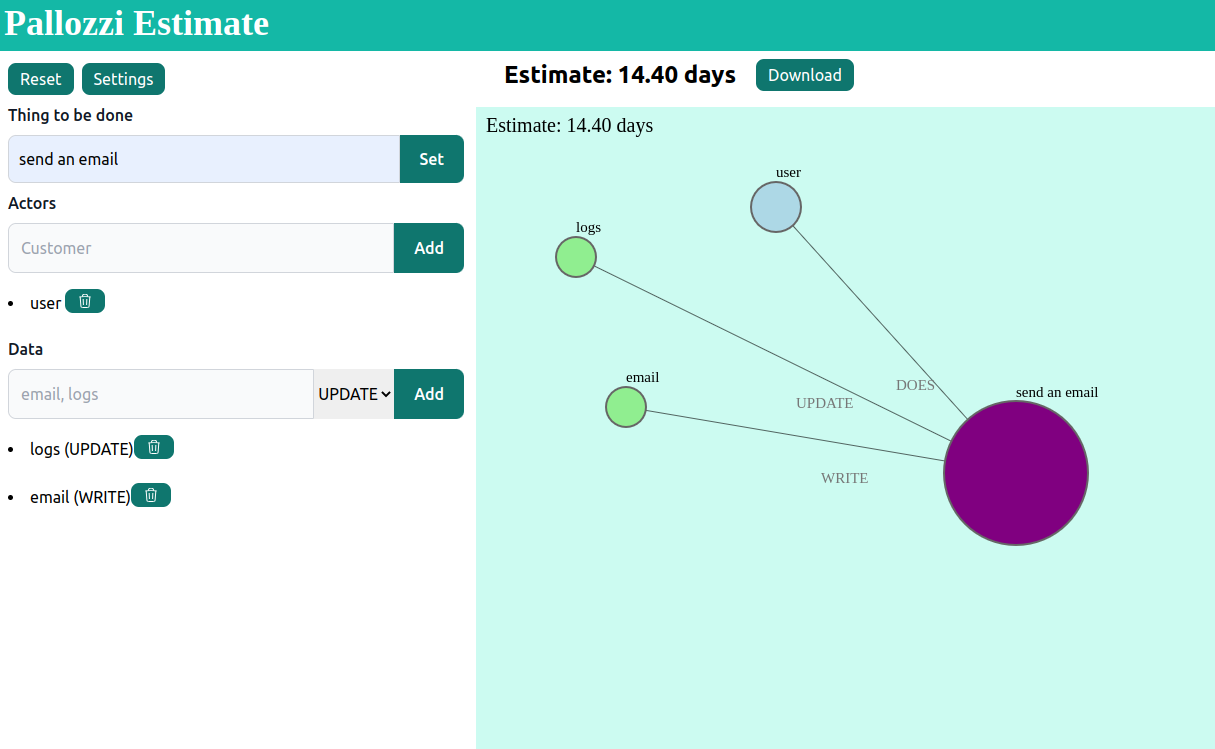 Pallozzi Estimate
Reset Settings
Thing to be done
send an email Set
Actors
Customer Add
user
Data
email, logs UPDATE Add
logs (UPDATE)
email (WRITE)
Estimate: 14.40 days Download
Estimate: 14.40 days
user
logs
email
DOES
UPDATE
send an email
WRITE